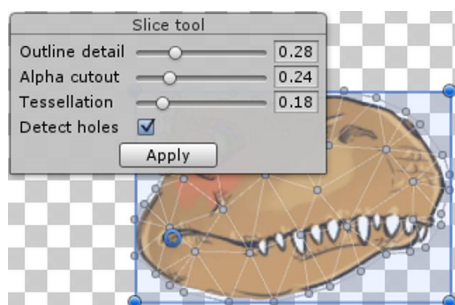 Slice tool
Outline detail 0.28
Alpha cutout 0.24
Tessellation 0.18
Detect holes
Apply